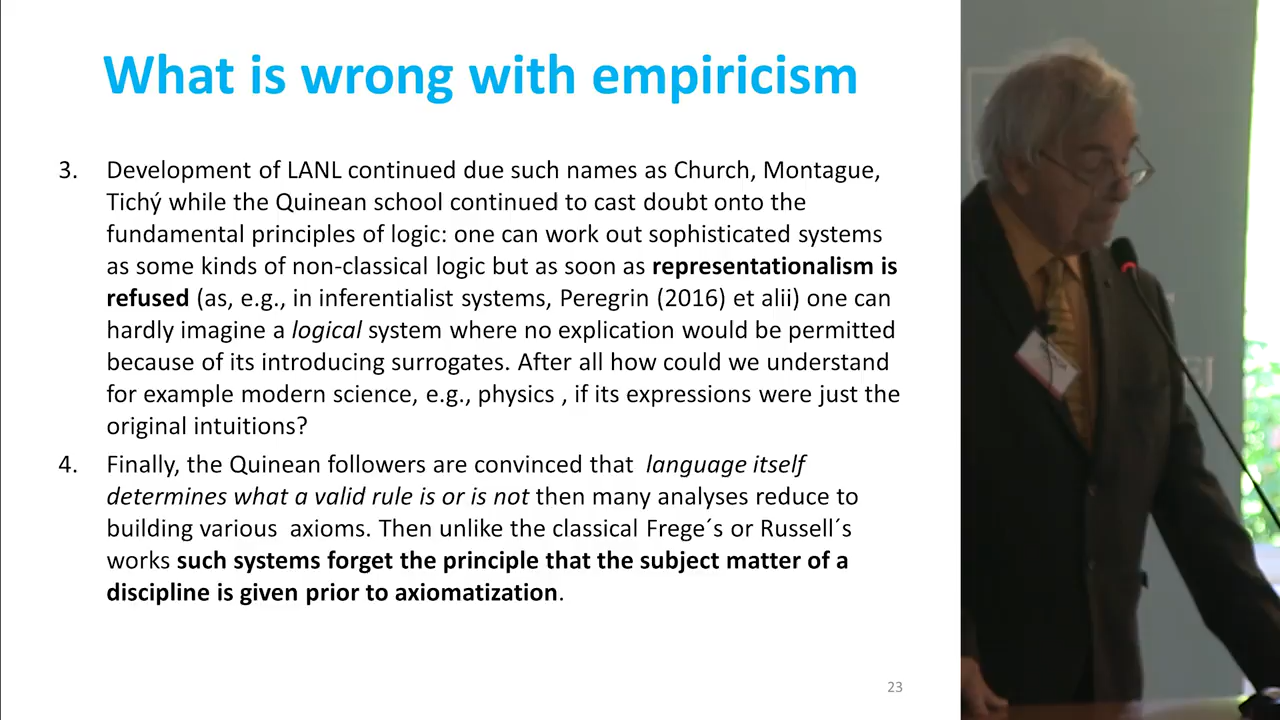 What is wrong with empiricism
3. Development of LANL continued due such names as Church, Montague,
Tichý while the Quinean school continued to cast doubt onto the
fundamental principles of logic: one can work out sophisticated systems
as some kinds of non-classical logic but as soon as representationalism is
refused (as, e.g., in inferentialist systems, Peregrin (2016) et alii) one can
hardly imagine a logical system where no explication would be permitted
because of its introducing surrogates. After all how could we understand
for example modern science, e.g., physics , if its expressions were just the
original intuitions?
4. Finally, the Quinean followers are convinced that language itself
determines what a valid rule is or is not then many analyses reduce to
building various axioms. Then unlike the classical Frege´s or Russell´s
works such systems forget the principle that the subject matter of a
discipline is given prior to axiomatization.
23